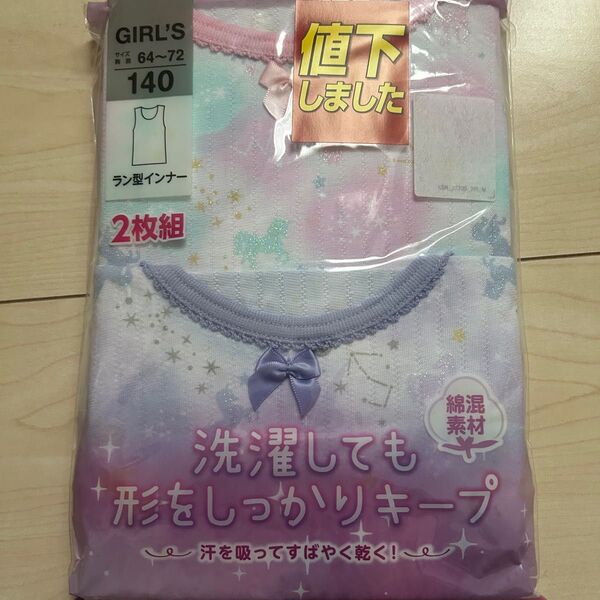 GIRL'S
サイズ
胸囲 64～72
140
ラン型インナー
2枚組
値下
しました
綿混
素材
洗濯しても
形をしっかりキープ
汗を吸ってすばやく乾く!